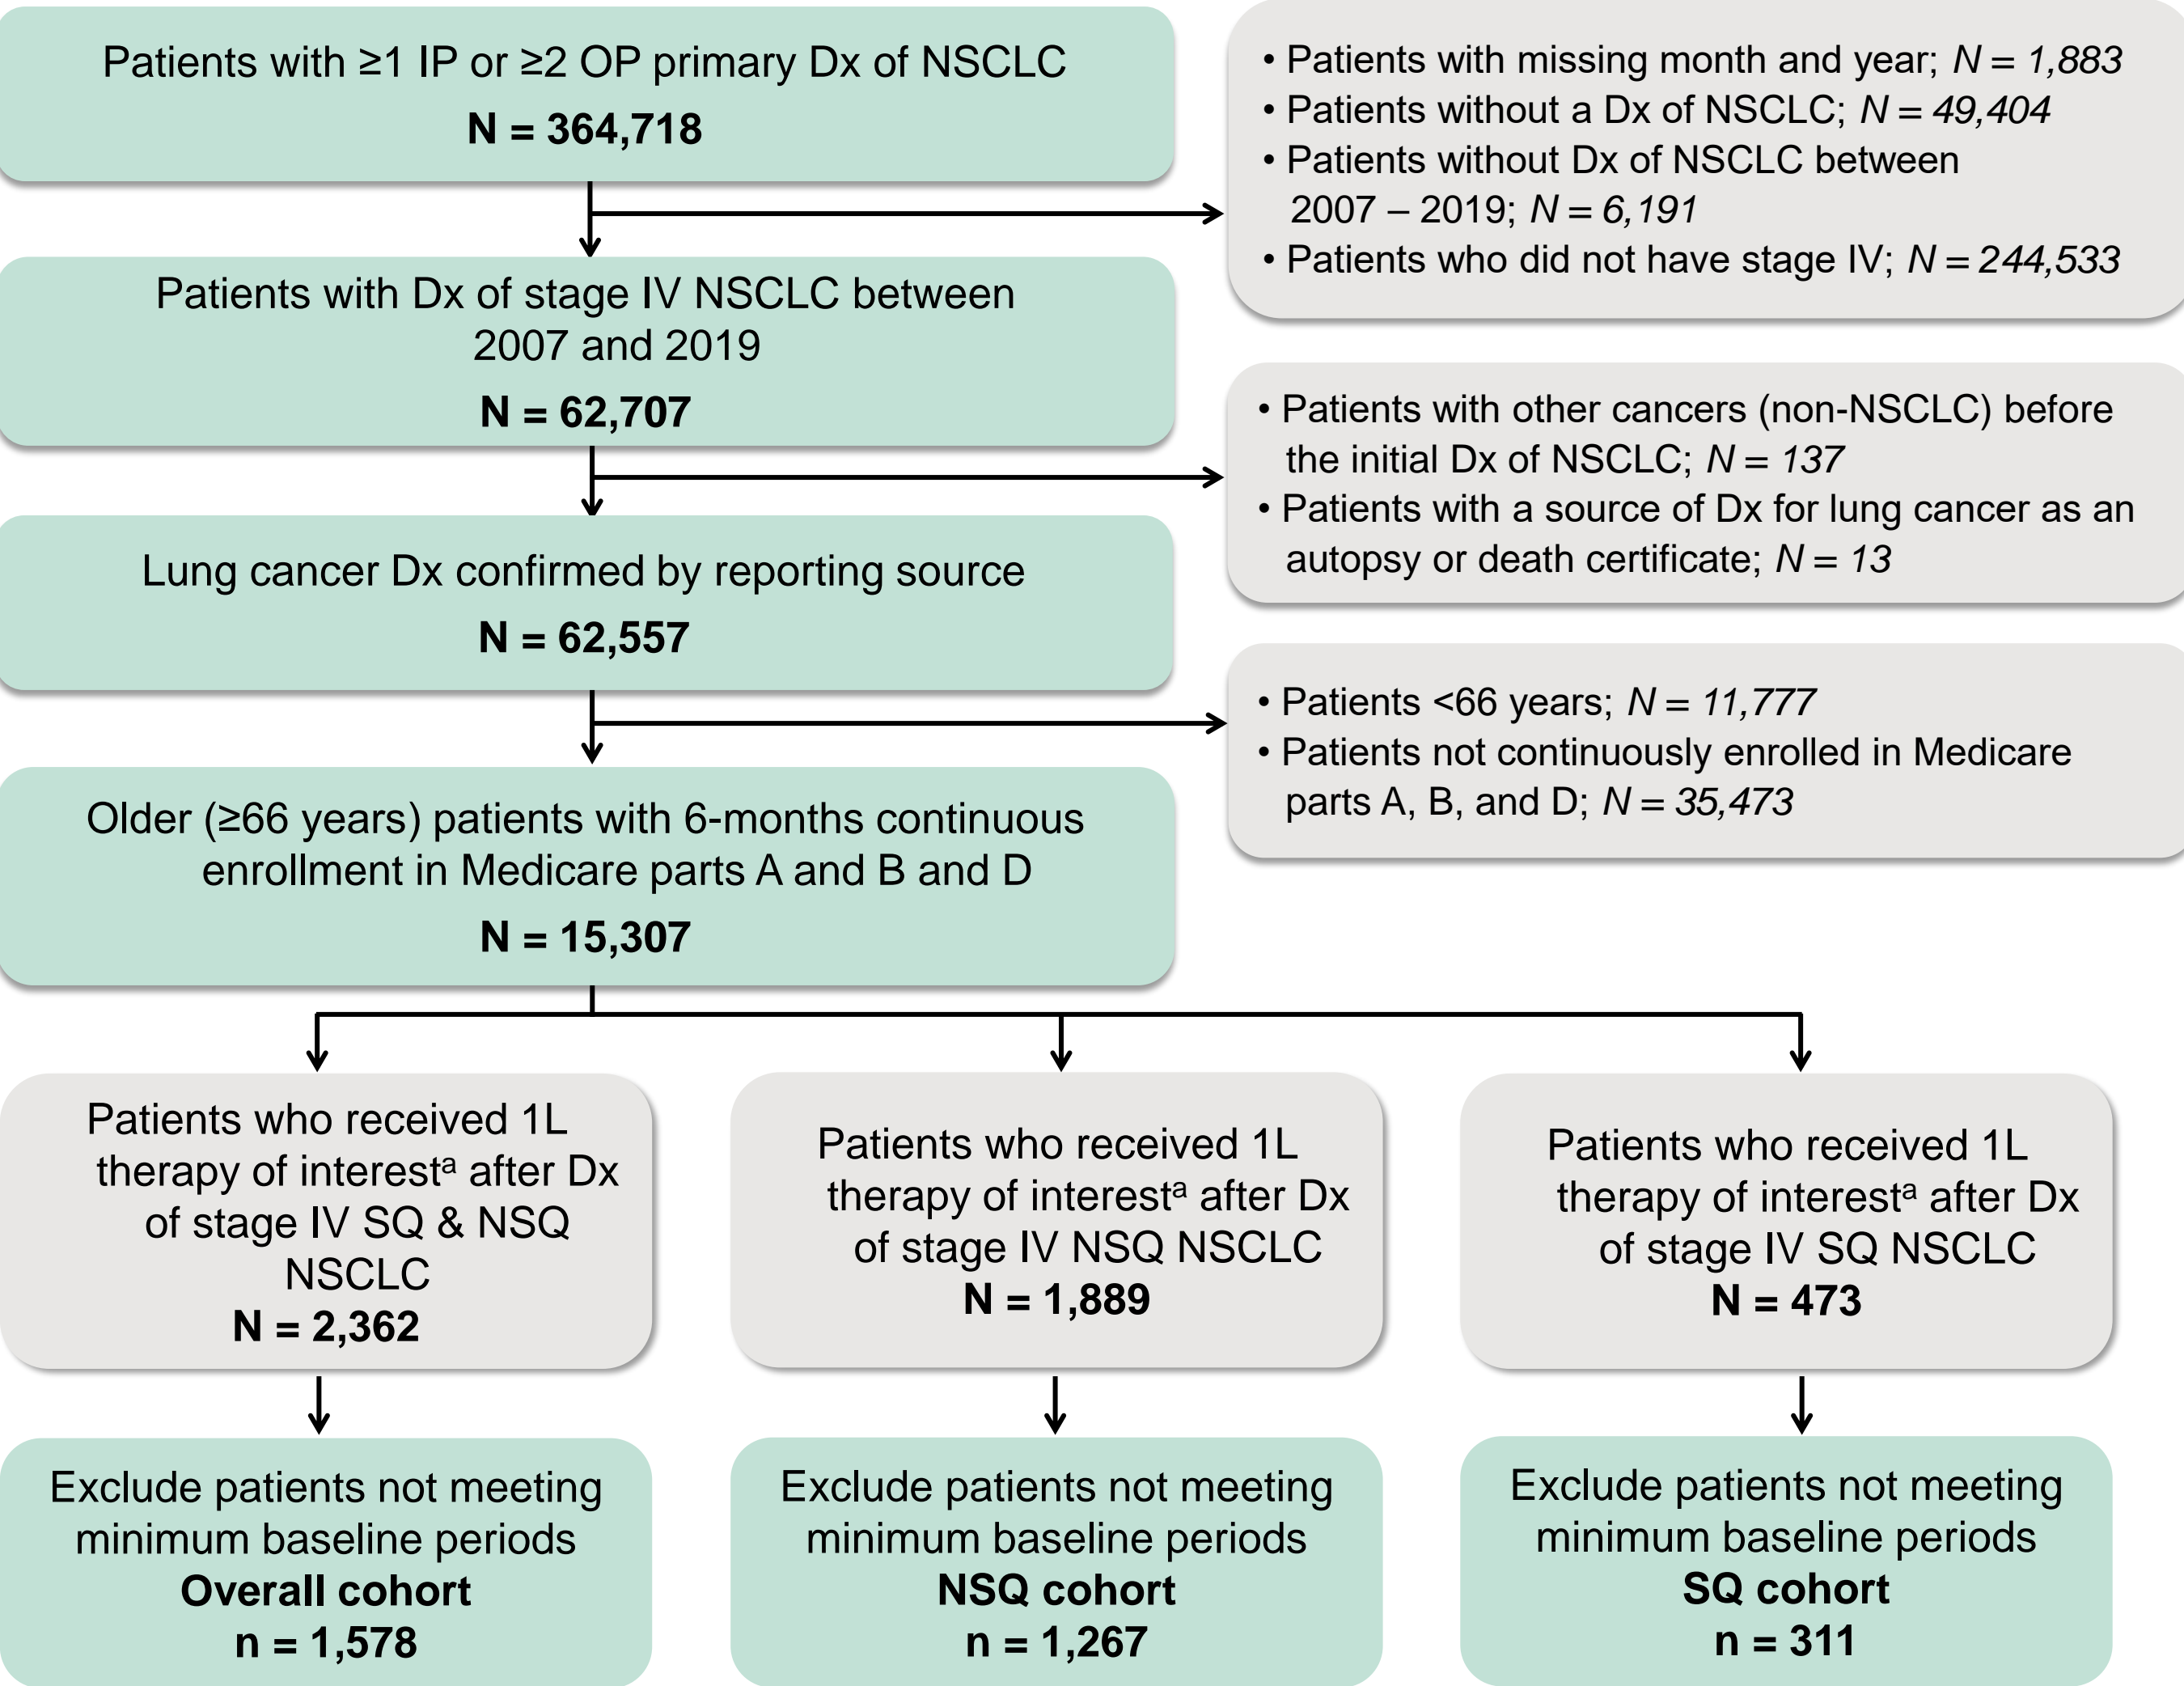 Patients with ≥1 IP or ≥2 OP primary Dx of NSCLC
N = 364,718
• Patients with missing month and year; N = 1,883
• Patients without a Dx of NSCLC; N = 49,404
• Patients without Dx of NSCLC between
2007 – 2019; N = 6,191
• Patients who did not have stage IV; N = 244,533
Patients with Dx of stage IV NSCLC between
2007 and 2019
N = 62,707
• Patients with other cancers (non-NSCLC) before
the initial Dx of NSCLC; N = 137
• Patients with a source of Dx for lung cancer as an
autopsy or death certificate; N = 13
Lung cancer Dx confirmed by reporting source
N = 62,557
• Patients <66 years; N = 11,777
• Patients not continuously enrolled in Medicare
parts A, B, and D; N = 35,473
Older (≥66 years) patients with 6-months continuous
enrollment in Medicare parts A and B and D
N = 15,307
Patients who received 1L
therapy of interestᵃ after Dx
of stage IV SQ & NSQ
NSCLC
N = 2,362
Patients who received 1L
therapy of interestᵃ after Dx
of stage IV NSQ NSCLC
N = 1,889
Patients who received 1L
therapy of interestᵃ after Dx
of stage IV SQ NSCLC
N = 473
Exclude patients not meeting
minimum baseline periods
Overall cohort
n = 1,578
Exclude patients not meeting
minimum baseline periods
NSQ cohort
n = 1,267
Exclude patients not meeting
minimum baseline periods
SQ cohort
n = 311